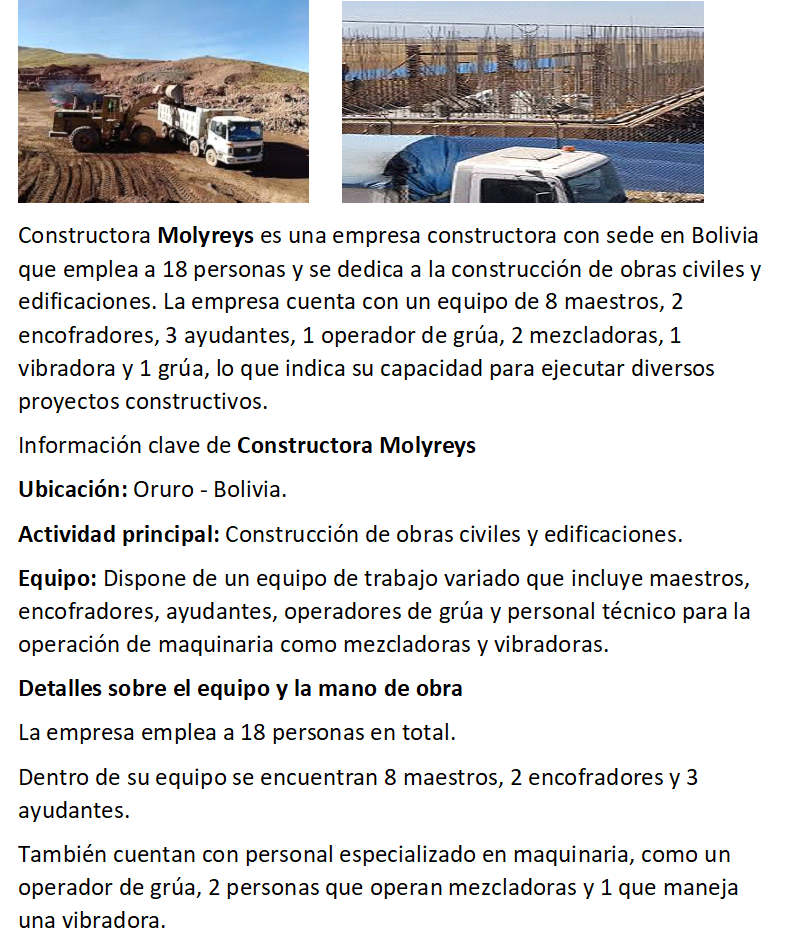 Constructora Molyreys es una empresa constructora con sede en Bolivia
que emplea a 18 personas y se dedica a la construcción de obras civiles y
edificaciones. La empresa cuenta con un equipo de 8 maestros, 2
encofradores, 3 ayudantes, 1 operador de grúa, 2 mezcladoras, 1
vibradora y 1 grúa, lo que indica su capacidad para ejecutar diversos
proyectos constructivos.
Información clave de Constructora Molyreys
Ubicación: Oruro - Bolivia.
Actividad principal: Construcción de obras civiles y edificaciones.
Equipo: Dispone de un equipo de trabajo variado que incluye maestros,
encofradores, ayudantes, operadores de grúa y personal técnico para la
operación de maquinaria como mezcladoras y vibradoras.
Detalles sobre el equipo y la mano de obra
La empresa emplea a 18 personas en total.
Dentro de su equipo se encuentran 8 maestros, 2 encofradores y 3
ayudantes.
También cuentan con personal especializado en maquinaria, como un
operador de grúa, 2 personas que operan mezcladoras y 1 que maneja
una vibradora.